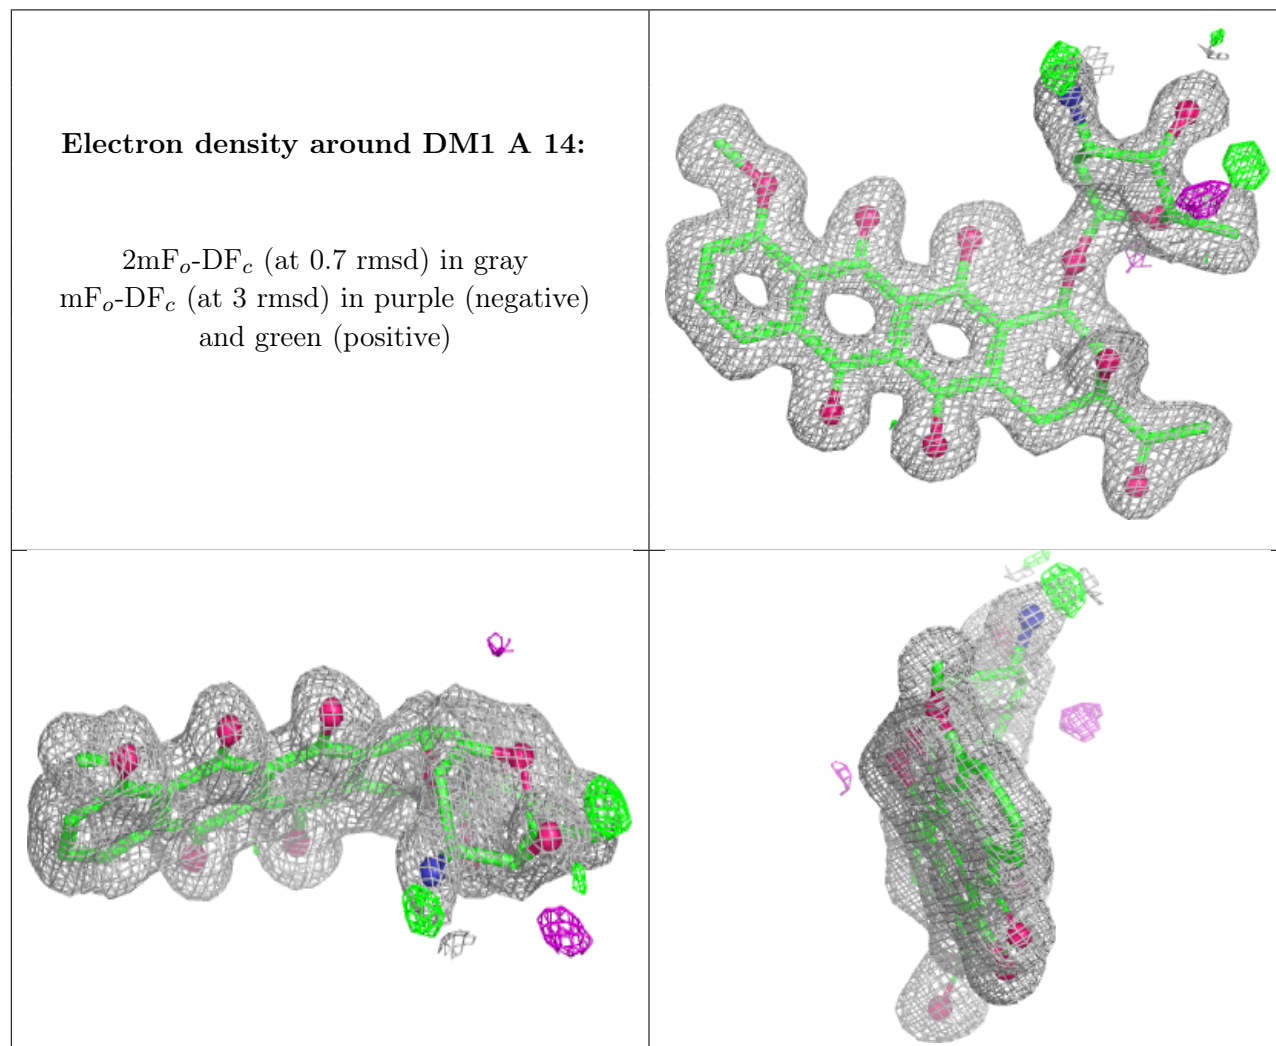 Electron density around DM1 A 14:
2mFo-DFc (at 0.7 rmsd) in gray
mFo-DFc (at 3 rmsd) in purple (negative)
and green (positive)